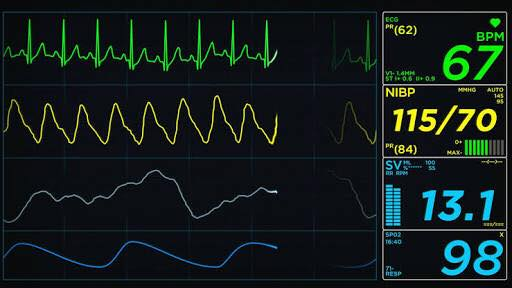 ECG
PR(62)
BPM
67
V1- 1.4MM
ST I+ 0.6 II+ 0.9
NIBP
MMHG
AUTO
145
95
115/70
PR(84)
0+
MAX-
SV
ML
100
%
55
RR RPM
13.1
SPO2
X
16:40
98
71-
RESP